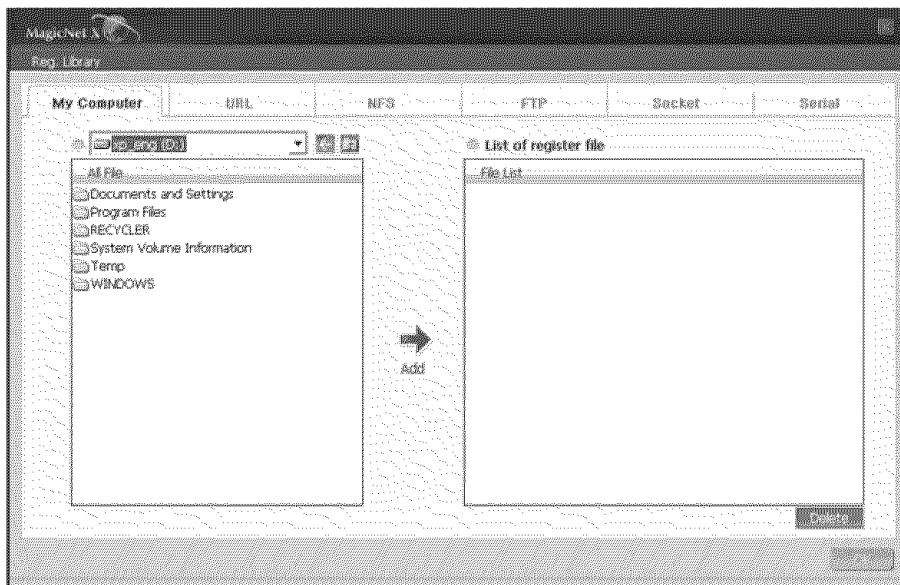 MagicNet X
Reg. Library
My Computer URL NFS FTP Socket Serial
xp_eng (D:)
List of register file
All File
File List
Documents and Settings
Program Files
RECYCLER
System Volume Information
Temp
WINDOWS
Add
Delete